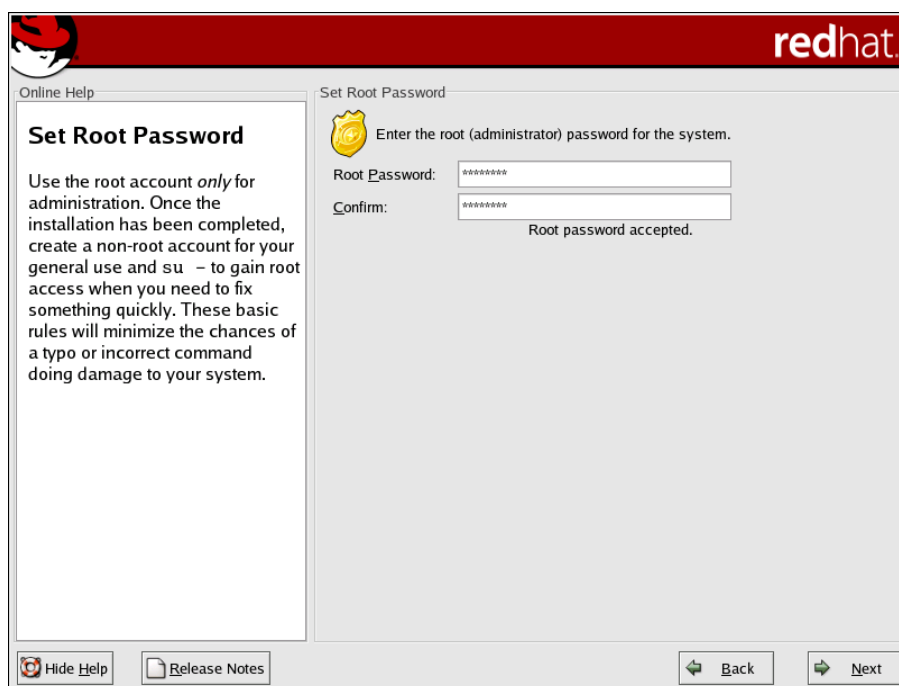 redhat.
Online Help
Set Root Password
Use the root account only for
administration. Once the
installation has been completed,
create a non-root account for your
general use and su - to gain root
access when you need to fix
something quickly. These basic
rules will minimize the chances of
a typo or incorrect command
doing damage to your system.
Set Root Password
Enter the root (administrator) password for the system.
Root Password: ********
Confirm: ********
Root password accepted.
Hide Help
Release Notes
Back
Next